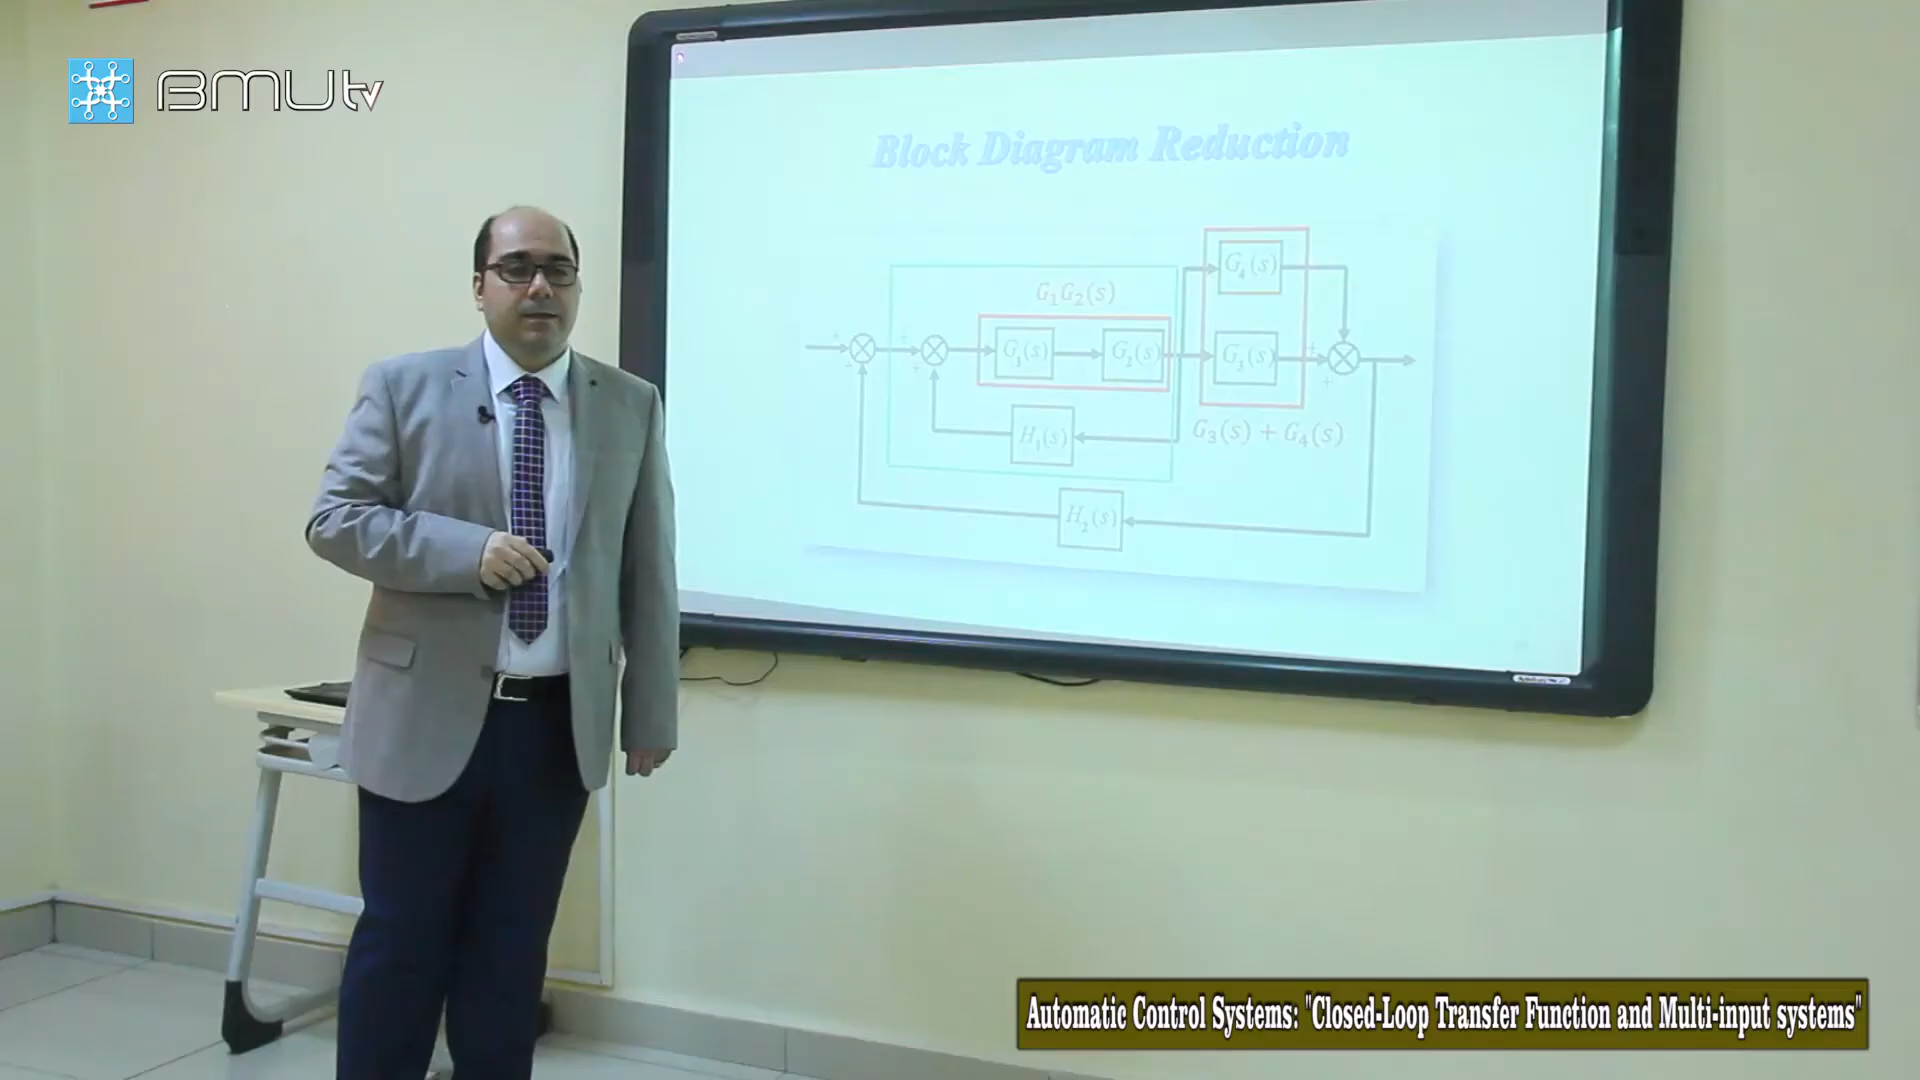 BMUtv
Block Diagram Reduction
G₄(s)
G₁G₂(s)
+ + +
G₁(s) G₂(s) G₃(s)
- + +
H₁(s)
G₃(s) + G₄(s)
H₂(s)
Automatic Control Systems: "Closed-Loop Transfer Function and Multi-input systems"